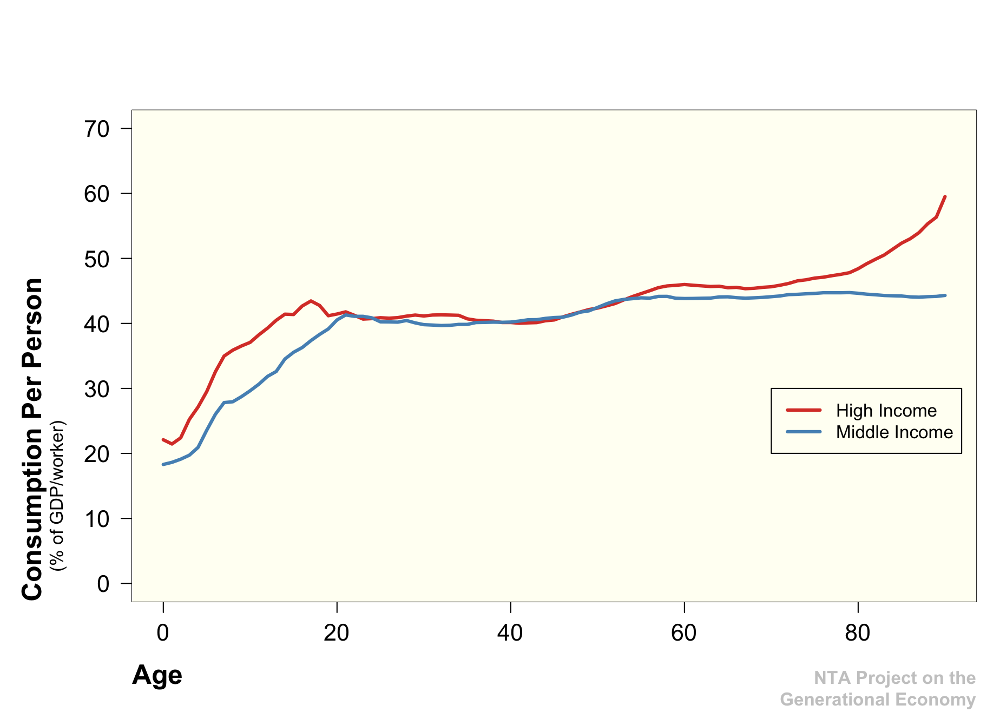 Consumption Per Person
(% of GDP/worker)
70
60
50
40
30
20
10
0
High Income
Middle Income
0 20 40 60 80
Age
NTA Project on the
Generational Economy